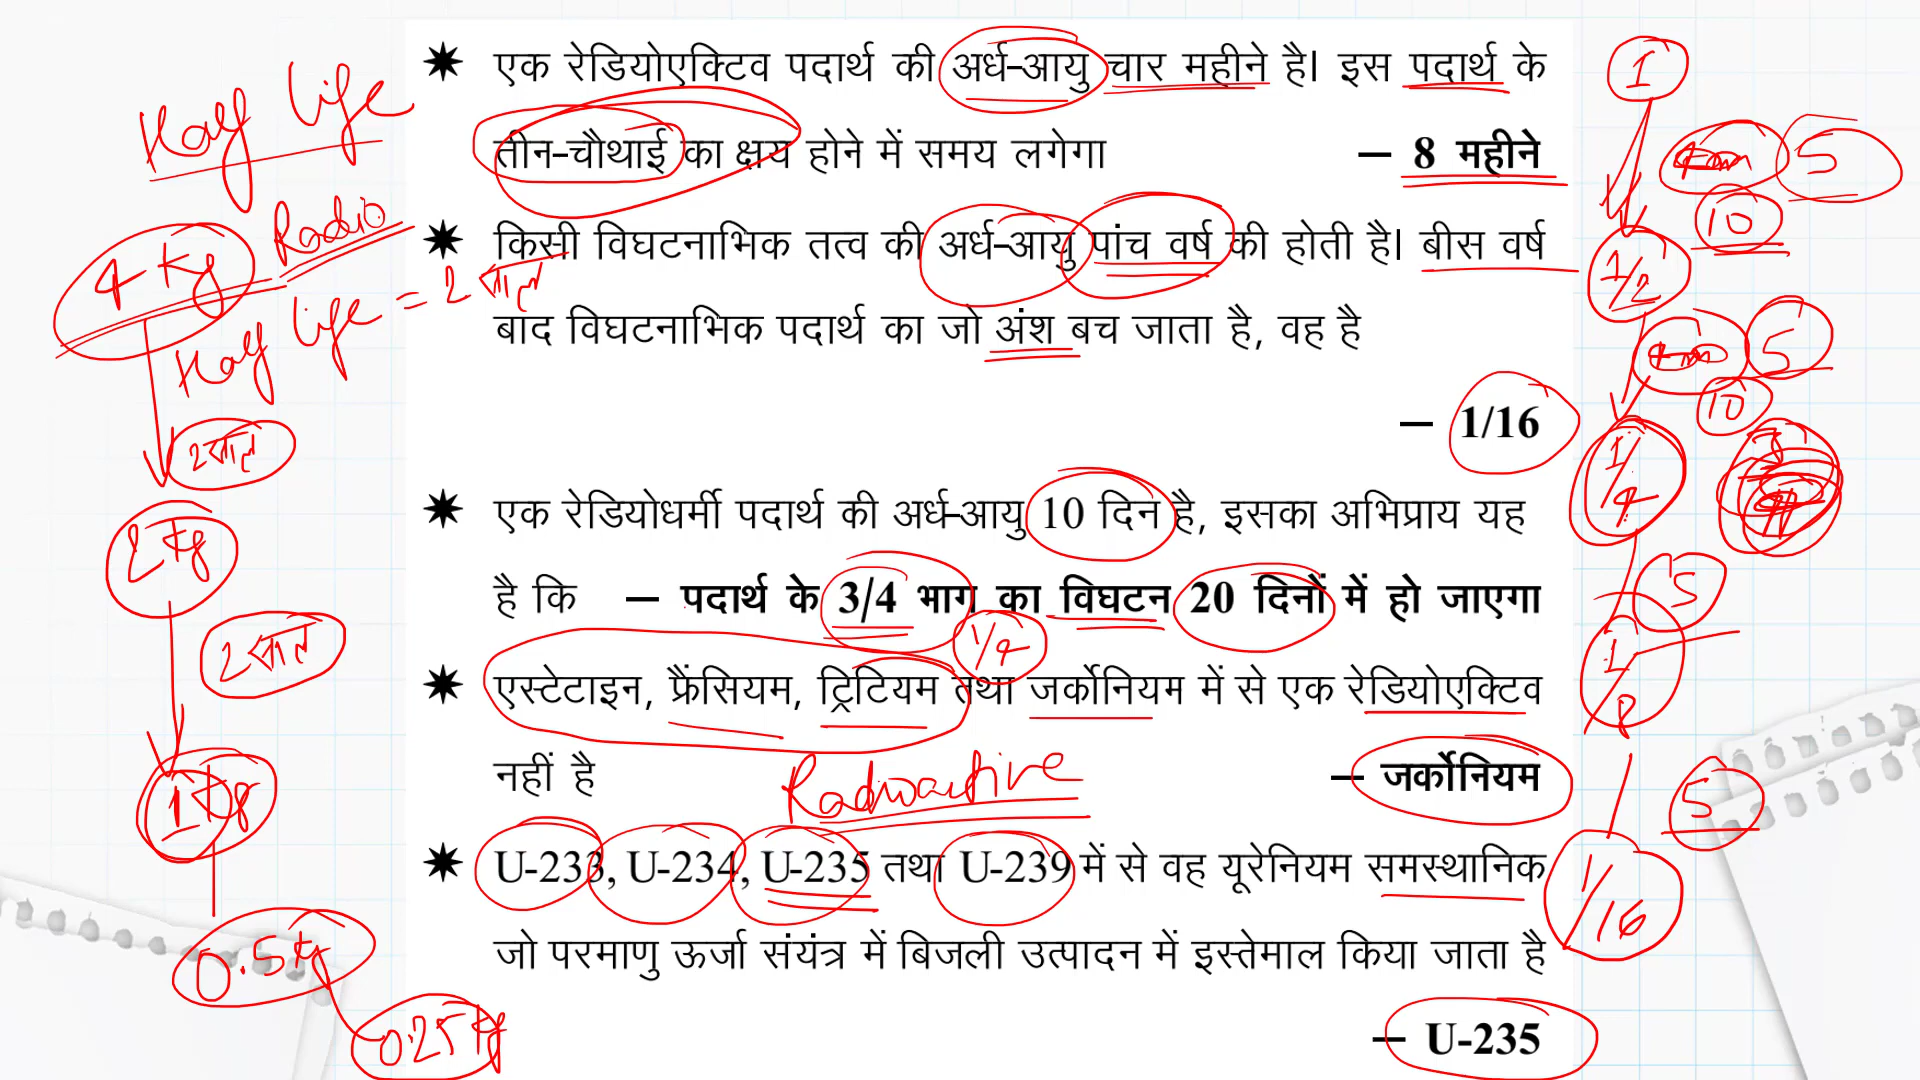 ✷ एक रेडियोएक्टिव पदार्थ की अर्ध-आयु चार महीने है। इस पदार्थ के
तीन-चौथाई का क्षय होने में समय लगेगा — 8 महीने
✷ किसी विघटनाभिक तत्व की अर्ध-आयु पांच वर्ष की होती है। बीस वर्ष
बाद विघटनाभिक पदार्थ का जो अंश बच जाता है, वह है
— 1/16
✷ एक रेडियोधर्मी पदार्थ की अर्ध-आयु 10 दिन है, इसका अभिप्राय यह
है कि — पदार्थ के 3/4 भाग का विघटन 20 दिनों में हो जाएगा
1/4
✷ एस्टेटाइन, फ्रैंसियम, ट्रिटियम तथा जर्कोनियम में से एक रेडियोएक्टिव
नहीं है — जर्कोनियम
Radioactive
✷ U-233, U-234, U-235 तथा U-239 में से वह यूरेनियम समस्थानिक
जो परमाणु ऊर्जा संयंत्र में बिजली उत्पादन में इस्तेमाल किया जाता है
— U-235
Half life
4 kg Radio
Half life = 2 साल
2 साल
2 kg
2 साल
1 kg
0.5 kg
0.25 kg
1
5
10
1/2
5
10
1/4
5
1/8
5
1/16